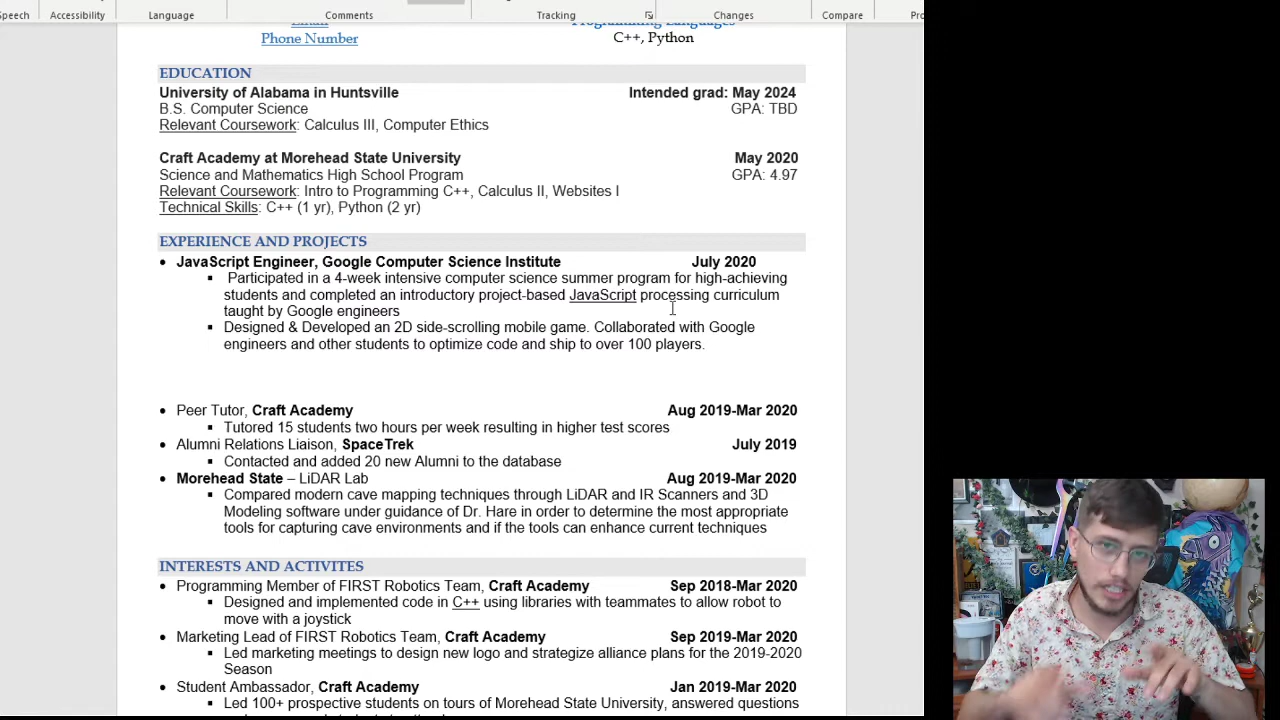 Speech Accessibility Language Comments Tracking Changes Compare
Phone Number
Programming Languages
C++, Python
EDUCATION
University of Alabama in Huntsville Intended grad: May 2024
B.S. Computer Science GPA: TBD
Relevant Coursework: Calculus III, Computer Ethics
Craft Academy at Morehead State University May 2020
Science and Mathematics High School Program GPA: 4.97
Relevant Coursework: Intro to Programming C++, Calculus II, Websites I
Technical Skills: C++ (1 yr), Python (2 yr)
EXPERIENCE AND PROJECTS
• JavaScript Engineer, Google Computer Science Institute July 2020
▪ Participated in a 4-week intensive computer science summer program for high-achieving
students and completed an introductory project-based JavaScript processing curriculum
taught by Google engineers
▪ Designed & Developed an 2D side-scrolling mobile game. Collaborated with Google
engineers and other students to optimize code and ship to over 100 players.
• Peer Tutor, Craft Academy Aug 2019-Mar 2020
▪ Tutored 15 students two hours per week resulting in higher test scores
• Alumni Relations Liaison, SpaceTrek July 2019
▪ Contacted and added 20 new Alumni to the database
• Morehead State – LiDAR Lab Aug 2019-Mar 2020
▪ Compared modern cave mapping techniques through LiDAR and IR Scanners and 3D
Modeling software under guidance of Dr. Hare in order to determine the most appropriate
tools for capturing cave environments and if the tools can enhance current techniques
INTERESTS AND ACTIVITES
• Programming Member of FIRST Robotics Team, Craft Academy Sep 2018-Mar 2020
▪ Designed and implemented code in C++ using libraries with teammates to allow robot to
move with a joystick
• Marketing Lead of FIRST Robotics Team, Craft Academy Sep 2019-Mar 2020
▪ Led marketing meetings to design new logo and strategize alliance plans for the 2019-2020
Season
• Student Ambassador, Craft Academy Jan 2019-Mar 2020
▪ Led 100+ prospective students on tours of Morehead State University, answered questions